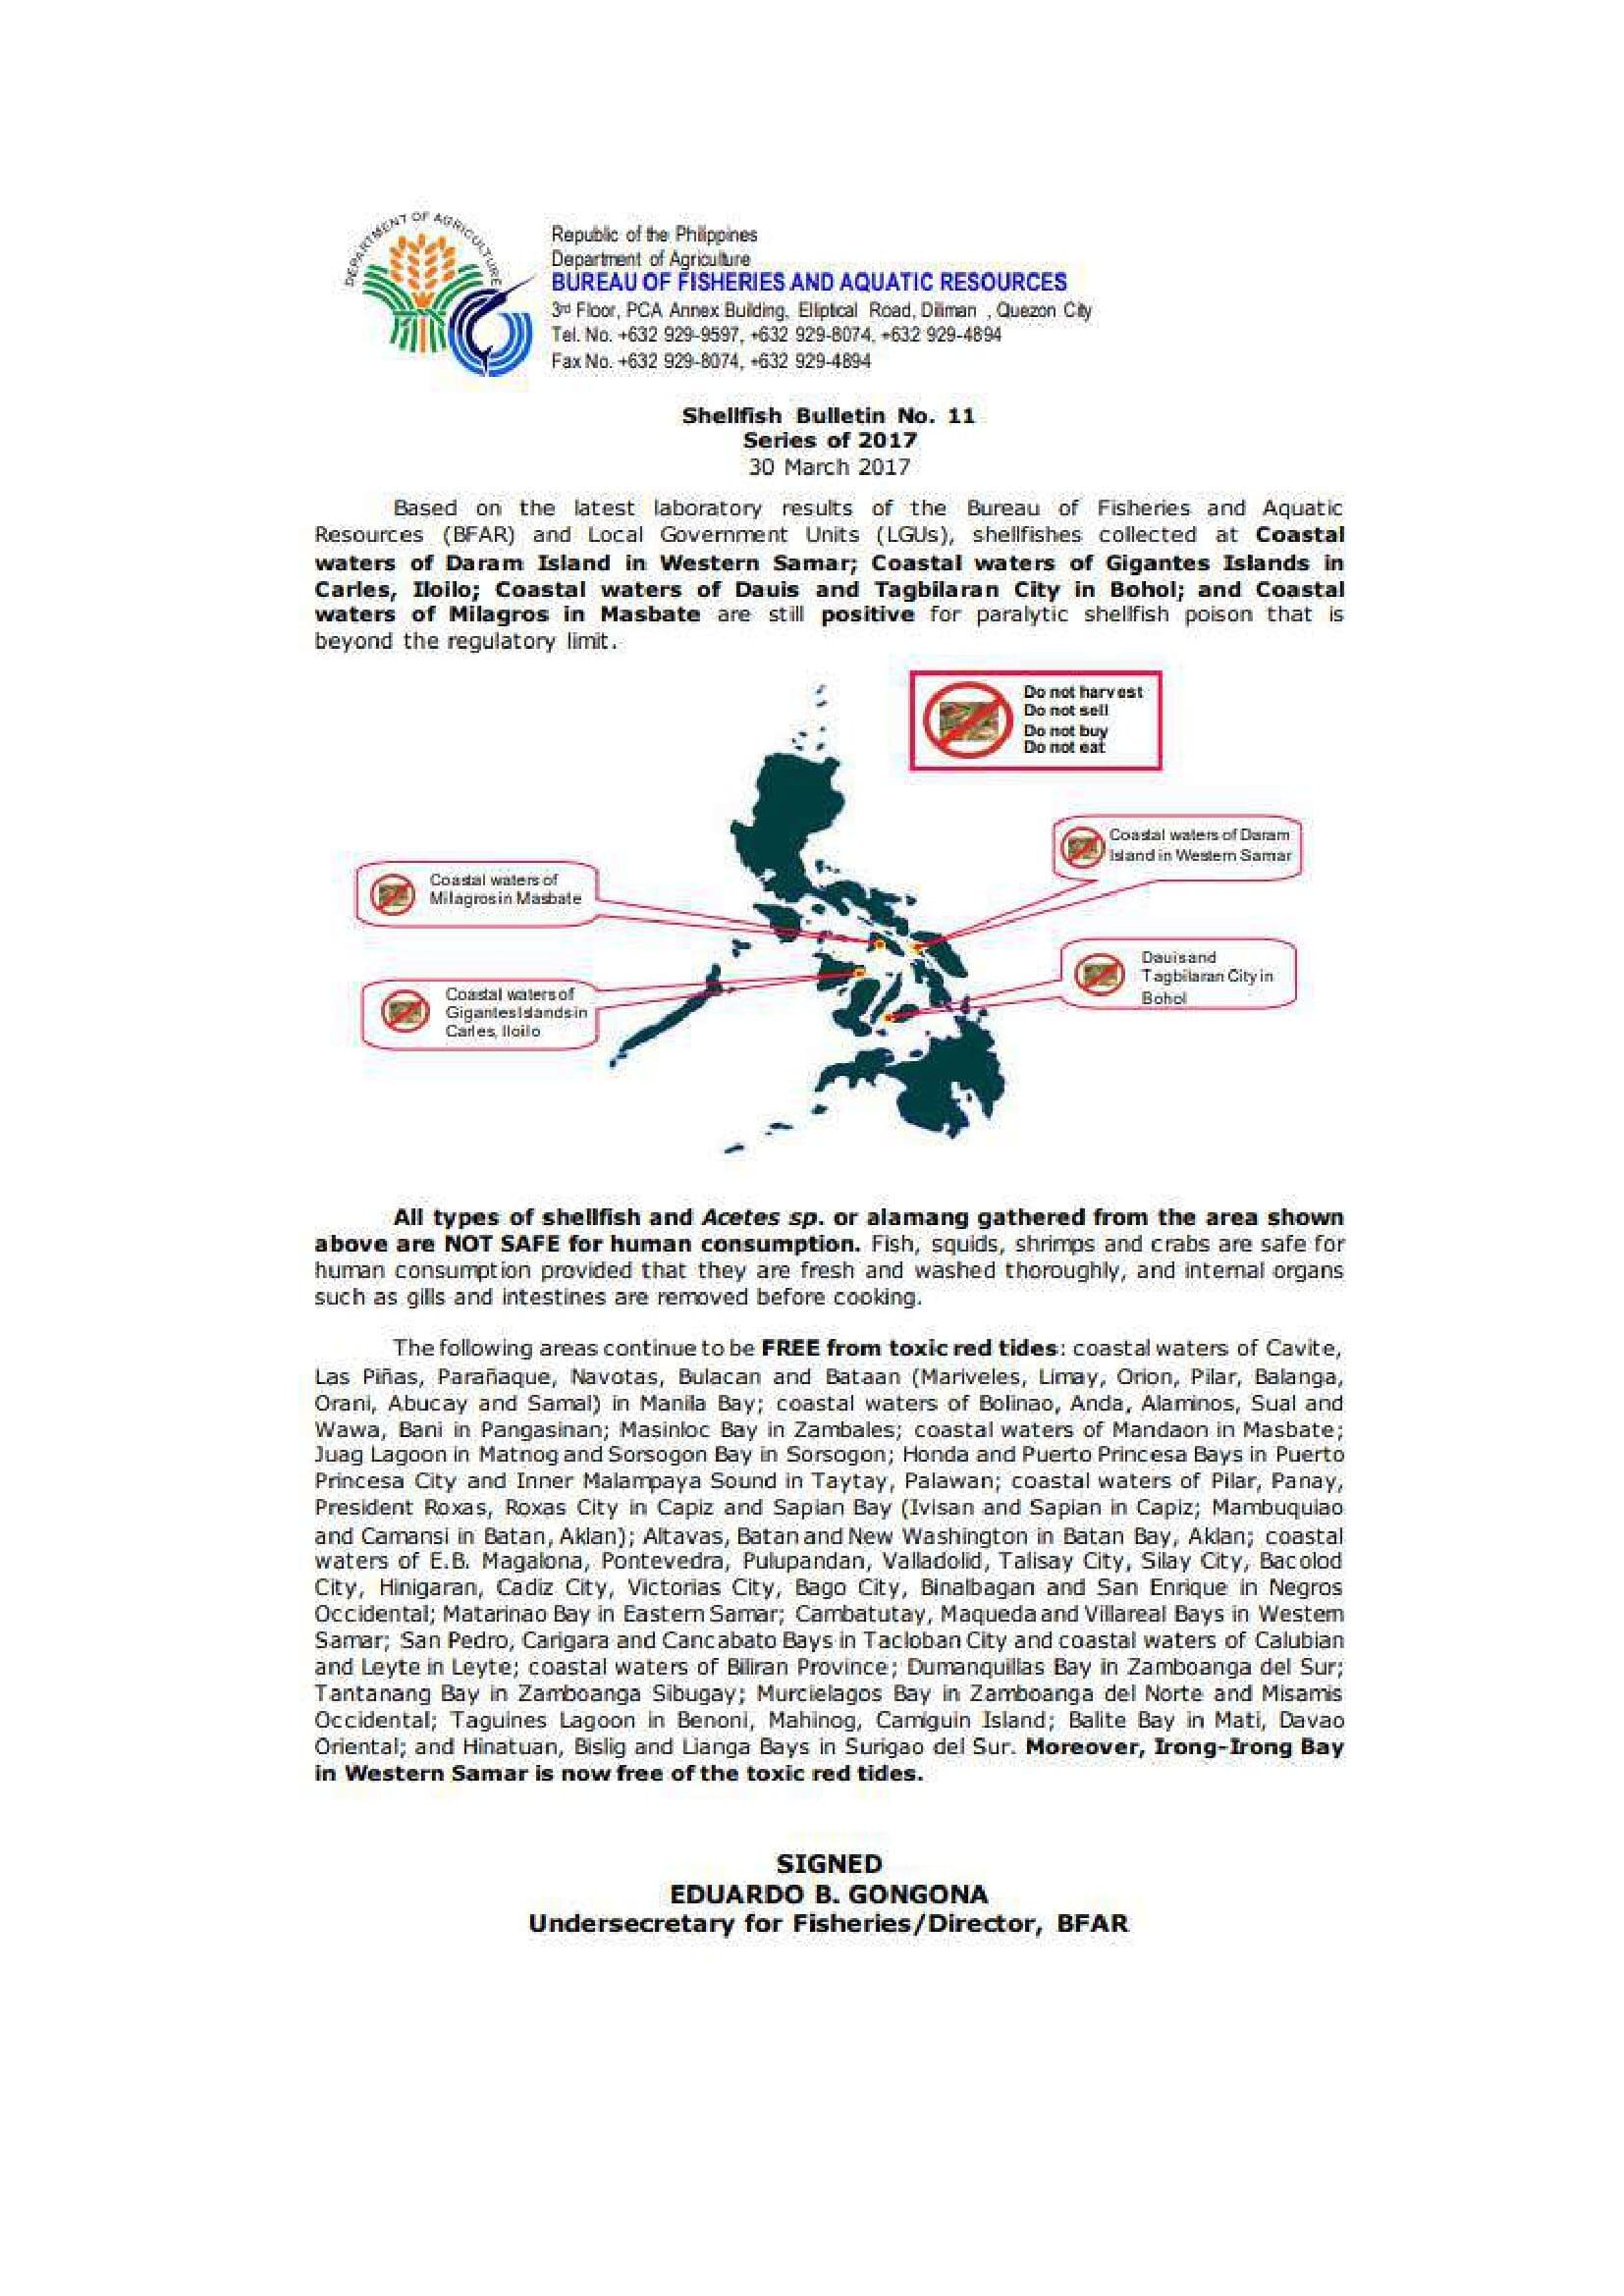 DEPARTMENT OF AGRICULTURE
Republic of the Philippines
Department of Agriculture
BUREAU OF FISHERIES AND AQUATIC RESOURCES
3rd Floor, PCA Annex Building, Elliptical Road, Diliman , Quezon City
Tel. No. +632 929-9597, +632 929-8074, +632 929-4894
Fax No. +632 929-8074, +632 929-4894
Shellfish Bulletin No. 11
Series of 2017
30 March 2017
Based on the latest laboratory results of the Bureau of Fisheries and Aquatic
Resources (BFAR) and Local Government Units (LGUs), shellfishes collected at Coastal
waters of Daram Island in Western Samar; Coastal waters of Gigantes Islands in
Carles, Iloilo; Coastal waters of Dauis and Tagbilaran City in Bohol; and Coastal
waters of Milagros in Masbate are still positive for paralytic shellfish poison that is
beyond the regulatory limit.
Do not harvest
Do not sell
Do not buy
Do not eat
Coastal waters of Daram
Island in Western Samar
Coastal waters of
Milagros in Masbate
Dauis and
Tagbilaran City in
Bohol
Coastal waters of
Gigantes Islands in
Carles, Iloilo
All types of shellfish and Acetes sp. or alamang gathered from the area shown
above are NOT SAFE for human consumption. Fish, squids, shrimps and crabs are safe for
human consumption provided that they are fresh and washed thoroughly, and internal organs
such as gills and intestines are removed before cooking.
The following areas continue to be FREE from toxic red tides: coastal waters of Cavite,
Las Piñas, Parañaque, Navotas, Bulacan and Bataan (Mariveles, Limay, Orion, Pilar, Balanga,
Orani, Abucay and Samal) in Manila Bay; coastal waters of Bolinao, Anda, Alaminos, Sual and
Wawa, Bani in Pangasinan; Masinloc Bay in Zambales; coastal waters of Mandaon in Masbate;
Juag Lagoon in Matnog and Sorsogon Bay in Sorsogon; Honda and Puerto Princesa Bays in Puerto
Princesa City and Inner Malampaya Sound in Taytay, Palawan; coastal waters of Pilar, Panay,
President Roxas, Roxas City in Capiz and Sapian Bay (Ivisan and Sapian in Capiz; Mambuquiao
and Camansi in Batan, Aklan); Altavas, Batan and New Washington in Batan Bay, Aklan; coastal
waters of E.B. Magalona, Pontevedra, Pulupandan, Valladolid, Talisay City, Silay City, Bacolod
City, Hinigaran, Cadiz City, Victorias City, Bago City, Binalbagan and San Enrique in Negros
Occidental; Matarinao Bay in Eastern Samar; Cambatutay, Maqueda and Villareal Bays in Western
Samar; San Pedro, Carigara and Cancabato Bays in Tacloban City and coastal waters of Calubian
and Leyte in Leyte; coastal waters of Biliran Province; Dumanquillas Bay in Zamboanga del Sur;
Tantanang Bay in Zamboanga Sibugay; Murcielagos Bay in Zamboanga del Norte and Misamis
Occidental; Taguines Lagoon in Benoni, Mahinog, Camiguin Island; Balite Bay in Mati, Davao
Oriental; and Hinatuan, Bislig and Lianga Bays in Surigao del Sur. Moreover, Irong-Irong Bay
in Western Samar is now free of the toxic red tides.
SIGNED
EDUARDO B. GONGONA
Undersecretary for Fisheries/Director, BFAR